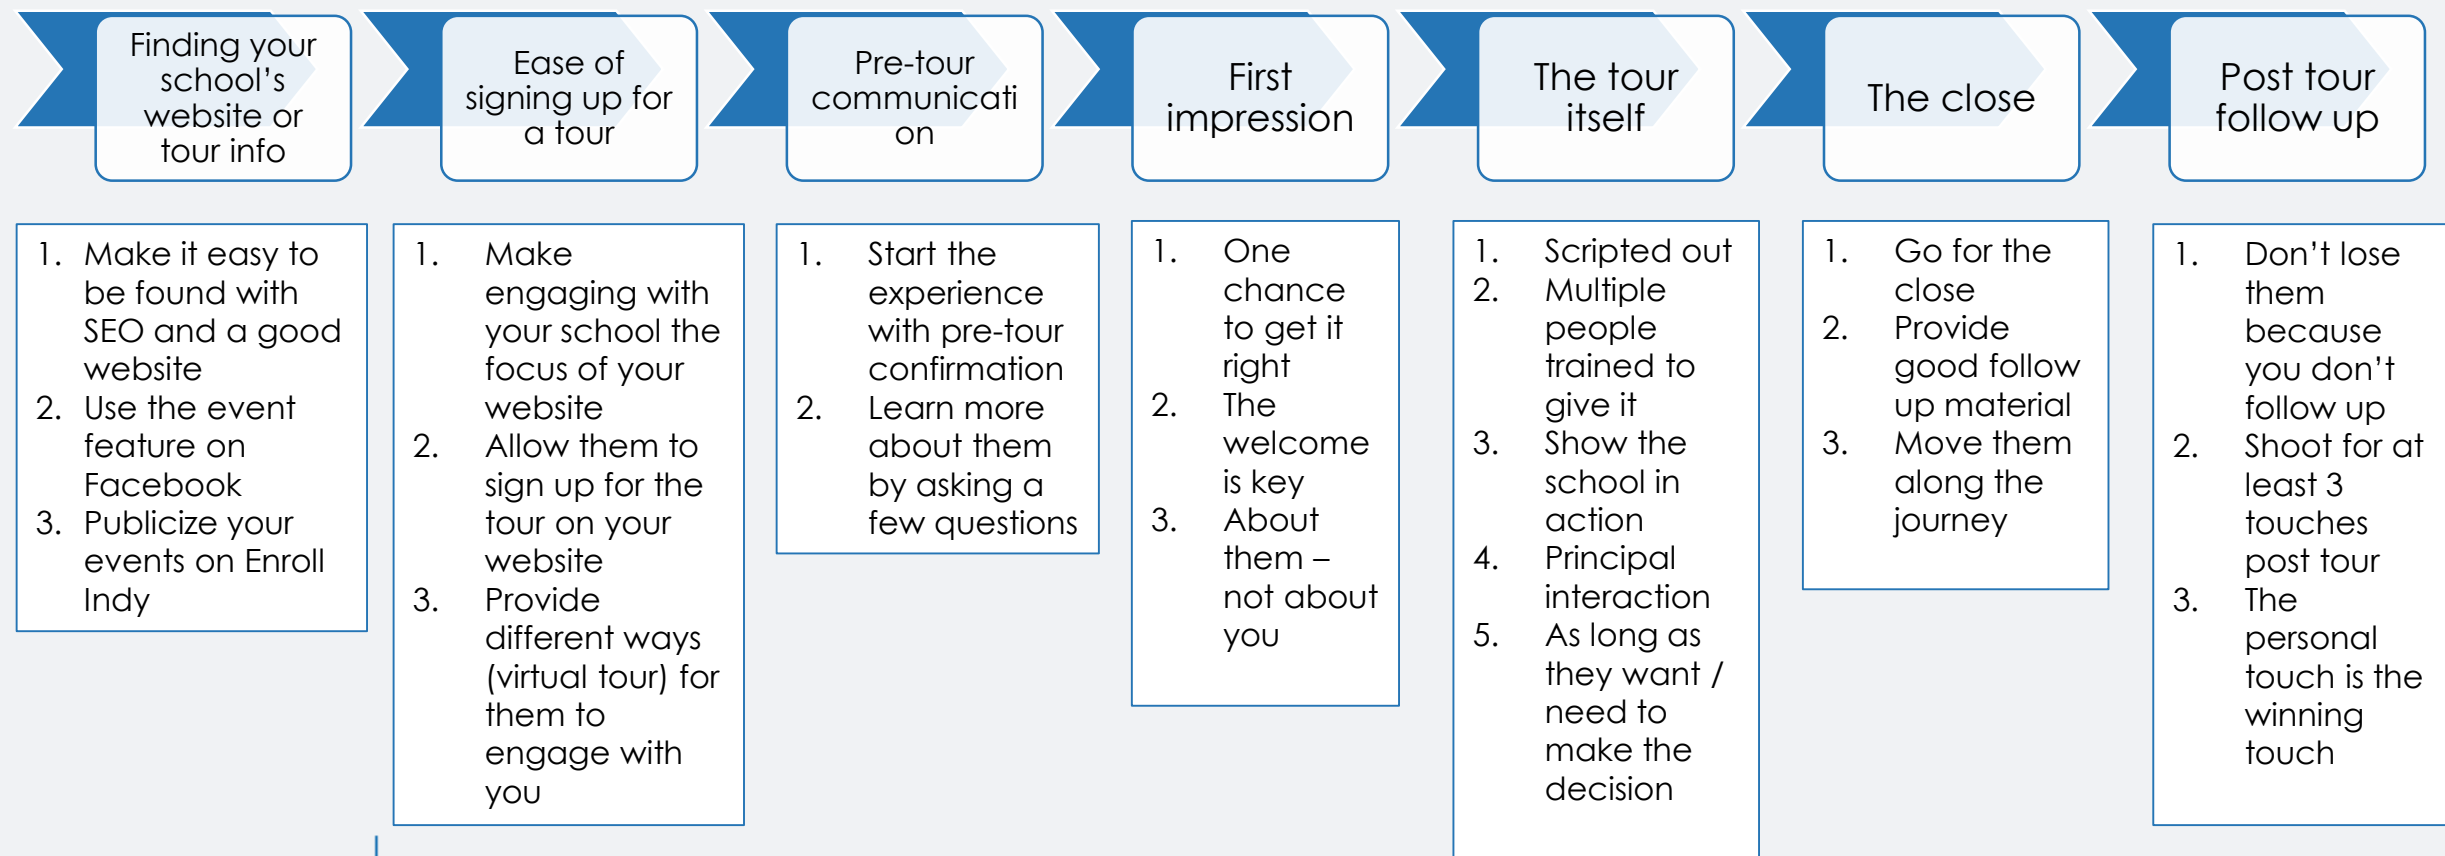 Finding your
school's
website or
tour info
Ease of
signing up for
a tour
Pre-tour
communicati
on
First
impression
The tour
itself
The close
Post tour
follow up
1. Make it easy to
be found with
SEO and a good
website
2. Use the event
feature on
Facebook
3. Publicize your
events on Enroll
Indy
1. Make
engaging with
your school the
focus of your
website
2. Allow them to
sign up for the
tour on your
website
3. Provide
different ways
(virtual tour) for
them to
engage with
you
1. Start the
experience
with pre-tour
confirmation
2. Learn more
about them
by asking a
few questions
1. One
chance
to get it
right
2. The
welcome
is key
3. About
them –
not about
you
1. Scripted out
2. Multiple
people
trained to
give it
3. Show the
school in
action
4. Principal
interaction
5. As long as
they want /
need to
make the
decision
1. Go for the
close
2. Provide
good follow
up material
3. Move them
along the
journey
1. Don't lose
them
because
you don't
follow up
2. Shoot for at
least 3
touches
post tour
3. The
personal
touch is the
winning
touch